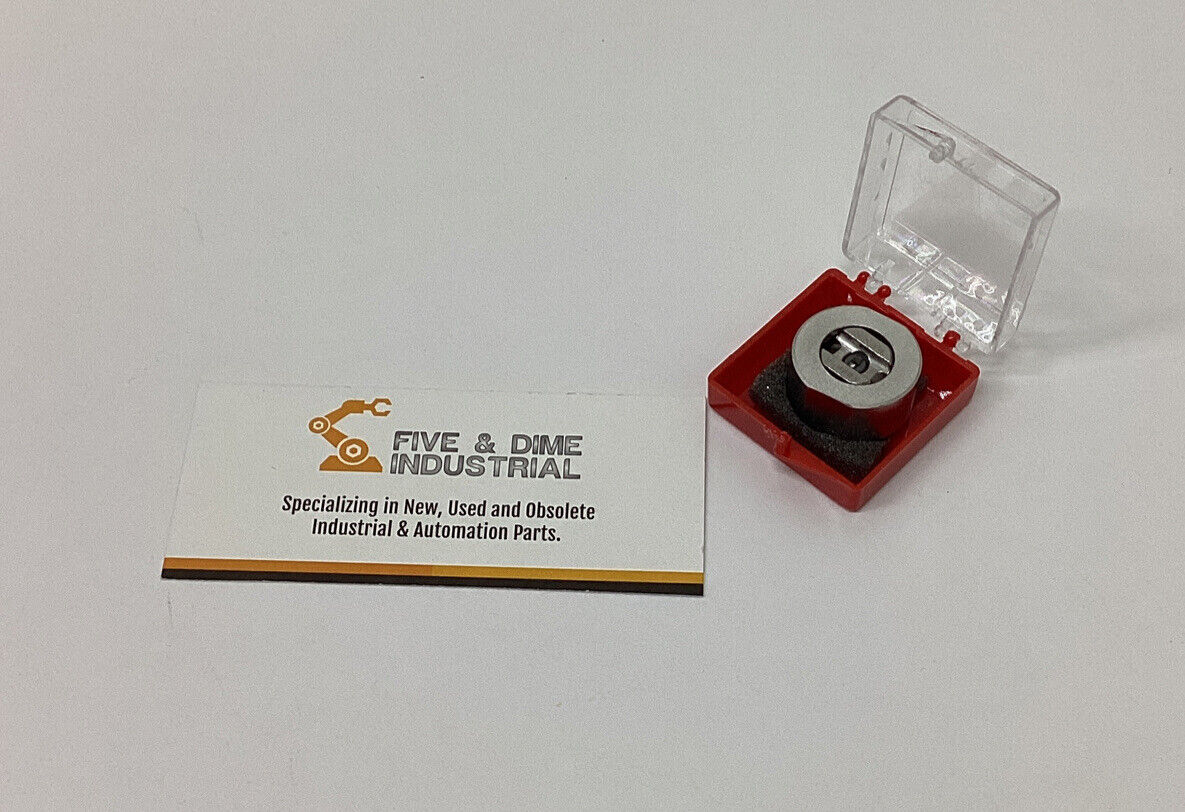 FIVE & DIME
INDUSTRIAL
Specializing in New, Used and Obsolete
Industrial & Automation Parts.